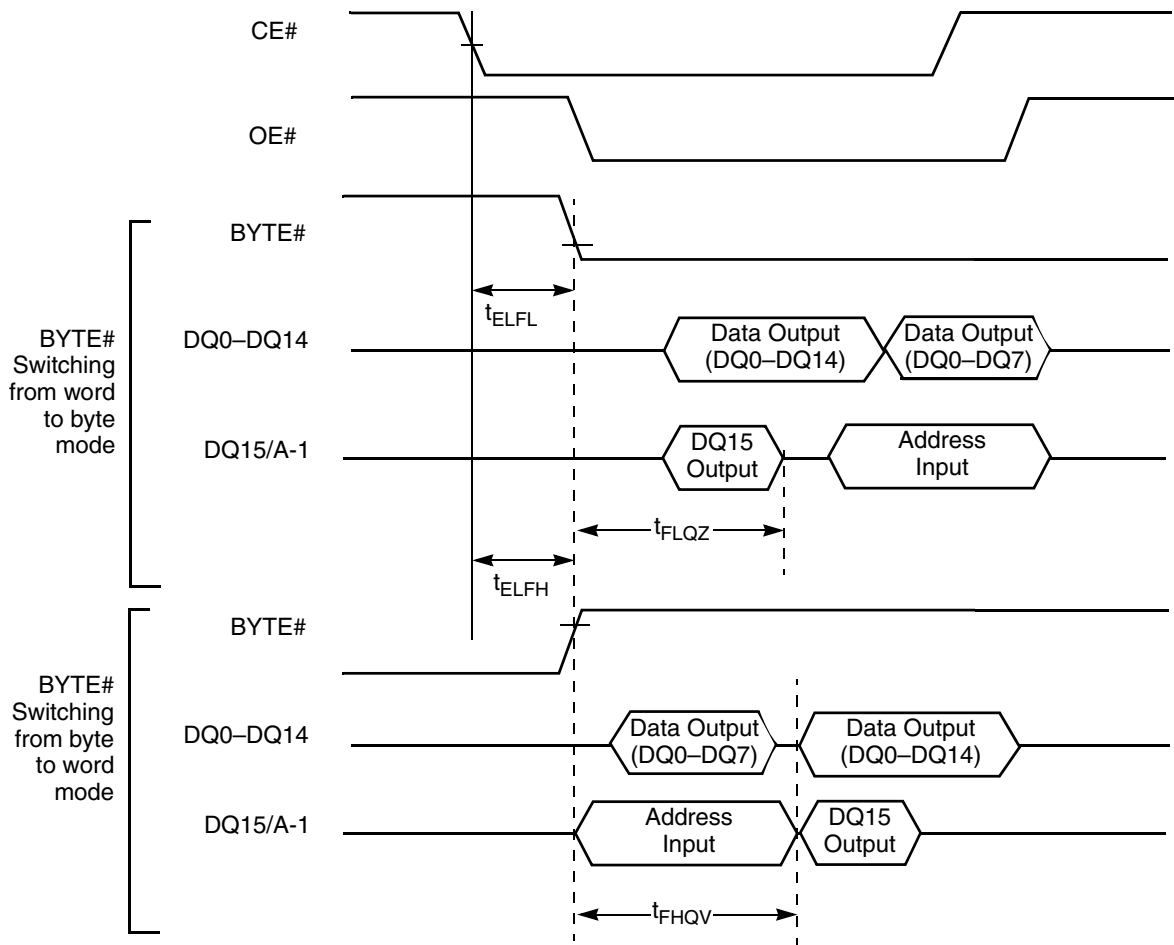 CE#
OE#
BYTE#
tELFL
BYTE#
Switching
from word
to byte
mode
DQ0–DQ14
Data Output
(DQ0–DQ14)
Data Output
(DQ0–DQ7)
DQ15/A-1
DQ15
Output
Address
Input
tFLQZ
tELFH
BYTE#
BYTE#
Switching
from byte
to word
mode
DQ0–DQ14
Data Output
(DQ0–DQ7)
Data Output
(DQ0–DQ14)
DQ15/A-1
Address
Input
DQ15
Output
tFHQV